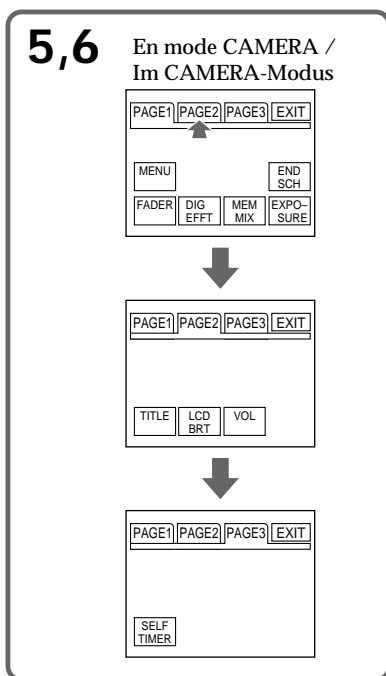 5,6
En mode CAMERA /
Im CAMERA-Modus
PAGE1 PAGE2 PAGE3 EXIT
MENU END
SCH
FADER DIG
EFFT MEM
MIX EXPO–
SURE
PAGE1 PAGE2 PAGE3 EXIT
TITLE LCD
BRT VOL
PAGE1 PAGE2 PAGE3 EXIT
SELF
TIMER